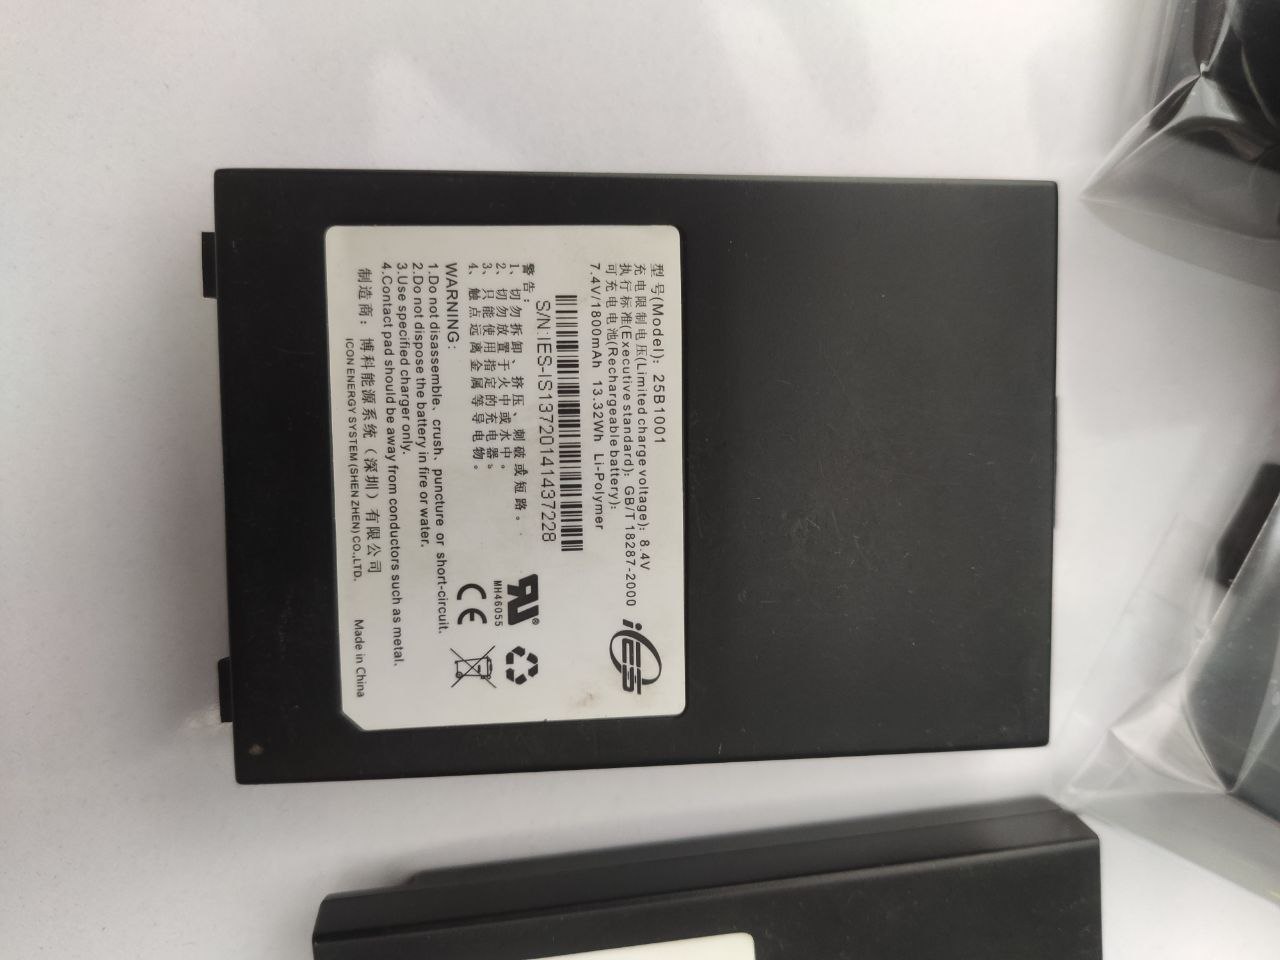 型号(Model): 25B1001
充电限制电压(Limited charge voltage): 8.4V
执行标准(Executive standard): GB/T 18287-2000
可充电电池(Rechargeable battery):
7.4V/1800mAh 13.32Wh Li-Polymer
iES
S/N:IES-IS1372014143​7228
警告:
1、切勿拆卸、挤压、刺破或短路。
2、切勿放置于火中或水中。
3、只能使用指定的充电器。
4、触点远离金属等导电物。
MH46055
CE
WARNING:
1.Do not disassemble, crush, puncture or short-circuit.
2.Do not dispose the battery in fire or water.
3.Use specified charger only.
4.Contact pad should be away from conductors such as metal.
制造商: 博科能源系统（深圳）有限公司
ICON ENERGY SYSTEM (SHEN ZHEN) CO.,LTD. Made in China